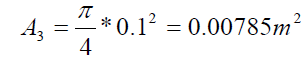 A₃ = π/4 * 0.1² = 0.00785m²